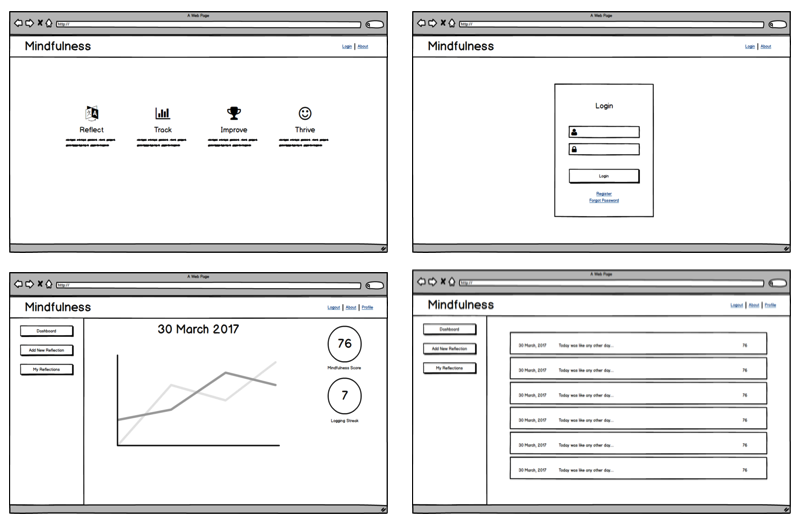 A Web Page
http://
Mindfulness
Login | About
Reflect
Track
Improve
Thrive
A Web Page
http://
Mindfulness
Login | About
Login
Login
Register
Forgot Password
A Web Page
http://
Mindfulness
Logout | About | Profile
Dashboard
Add New Reflection
My Reflections
30 March 2017
76
Mindfulness Score
7
Logging Streak
A Web Page
http://
Mindfulness
Logout | About | Profile
Dashboard
Add New Reflection
My Reflections
30 March, 2017 Today was like any other day... 76
30 March, 2017 Today was like any other day... 76
30 March, 2017 Today was like any other day... 76
30 March, 2017 Today was like any other day... 76
30 March, 2017 Today was like any other day... 76
30 March, 2017 Today was like any other day... 76